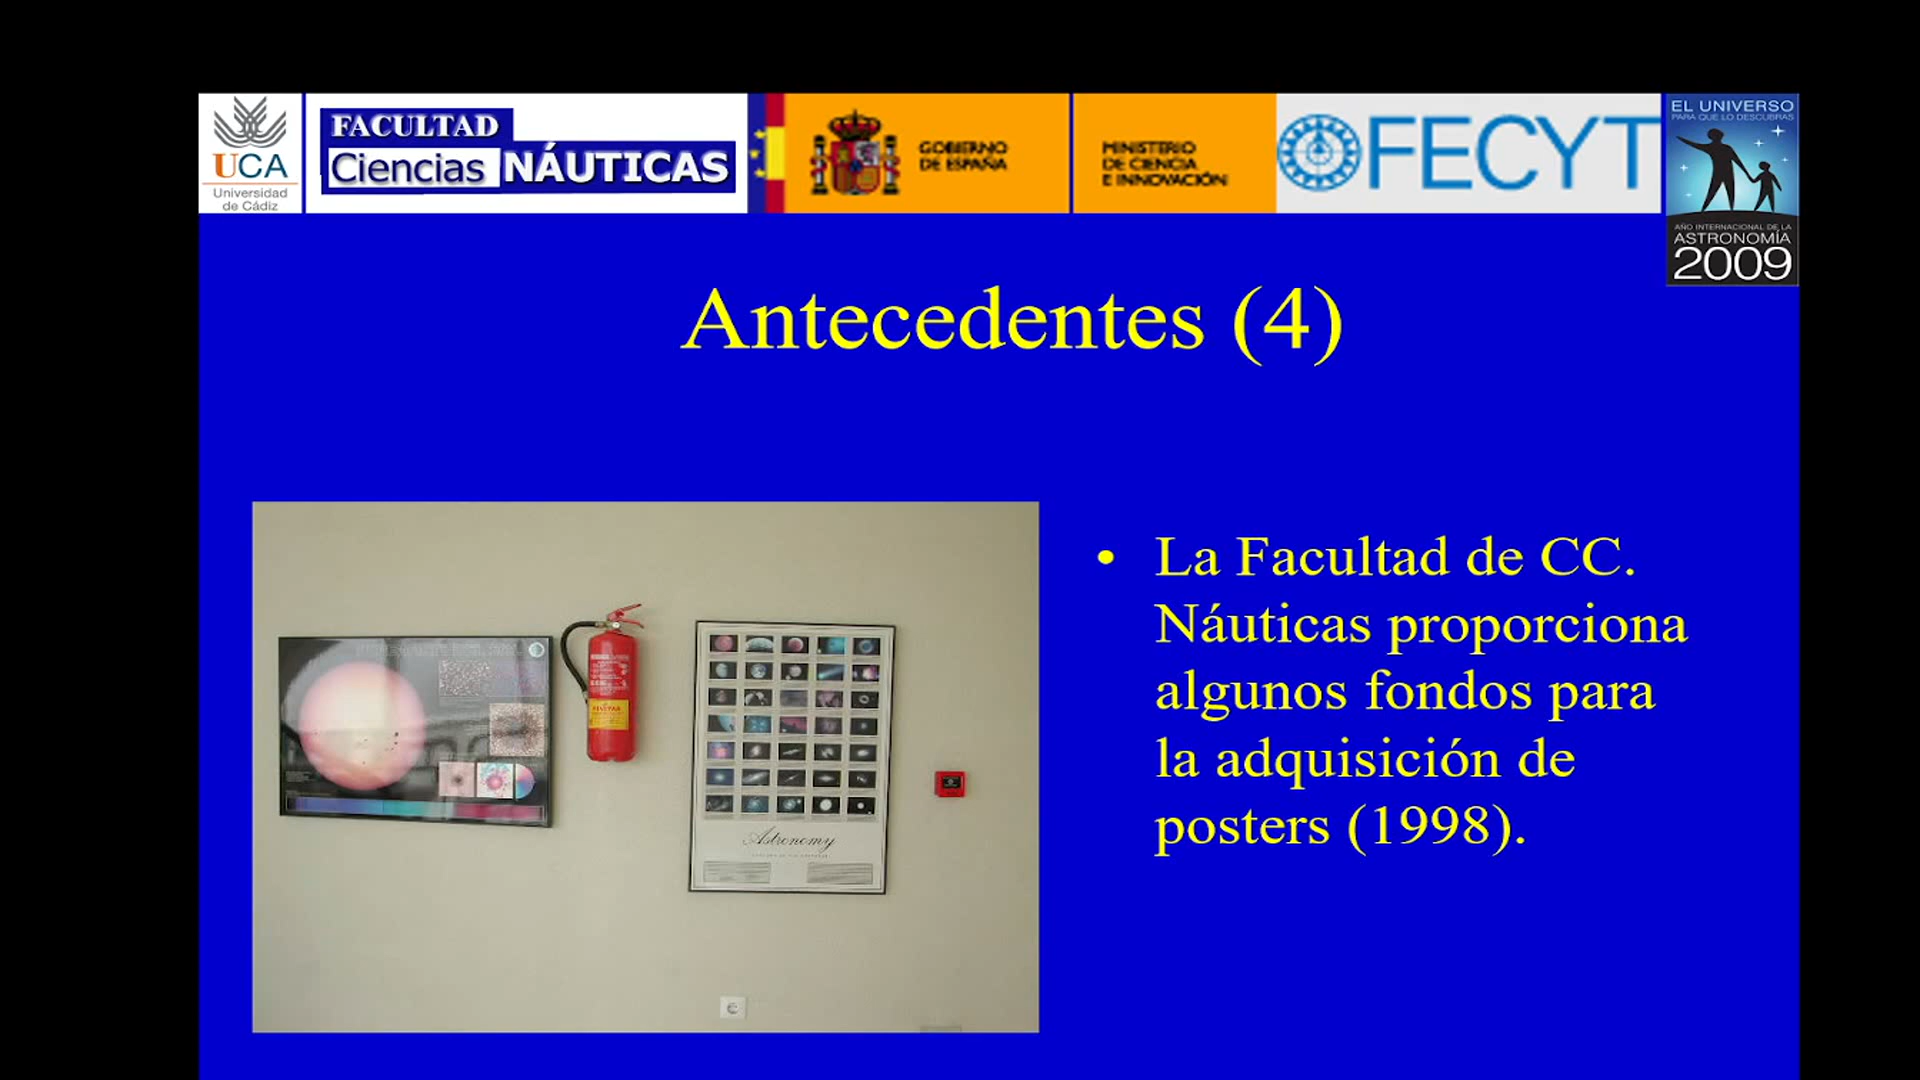 UCA
Universidad
de Cádiz
FACULTAD
Ciencias NÁUTICAS
GOBIERNO
DE ESPAÑA
MINISTERIO
DE CIENCIA
E INNOVACIÓN
FECYT
EL UNIVERSO
PARA QUE LO DESCUBRAS
AÑO INTERNACIONAL DE LA
ASTRONOMÍA
2009
Antecedentes (4)
• La Facultad de CC.
Náuticas proporciona
algunos fondos para
la adquisición de
posters (1998).
Astronomy